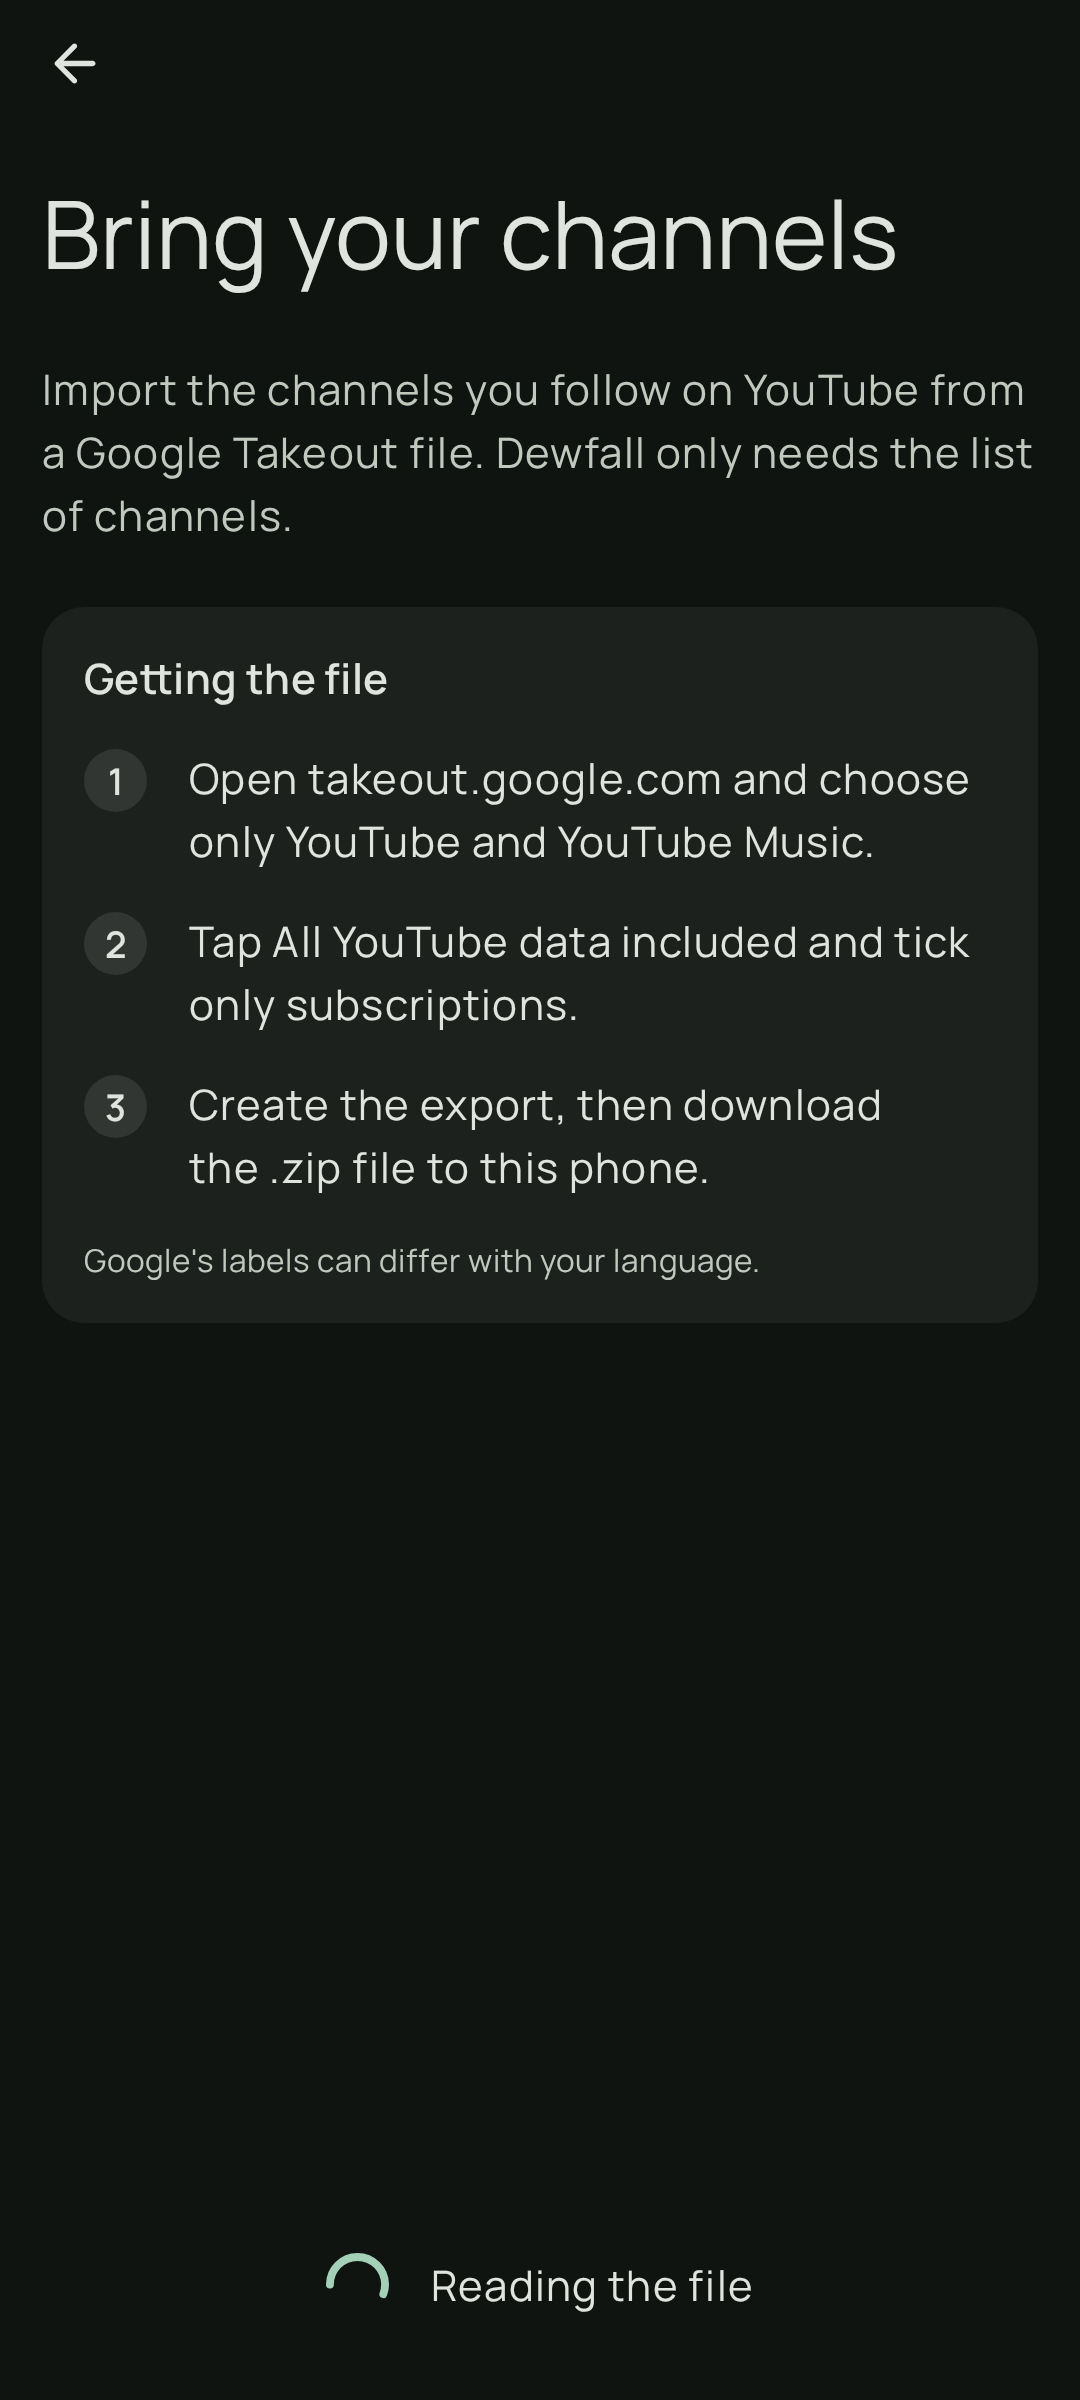 Bring your channels
Import the channels you follow on YouTube from
a Google Takeout file. Dewfall only needs the list
of channels.
Getting the file
1 Open takeout.google.com and choose
only YouTube and YouTube Music.
2 Tap All YouTube data included and tick
only subscriptions.
3 Create the export, then download
the .zip file to this phone.
Google's labels can differ with your language.
Reading the file